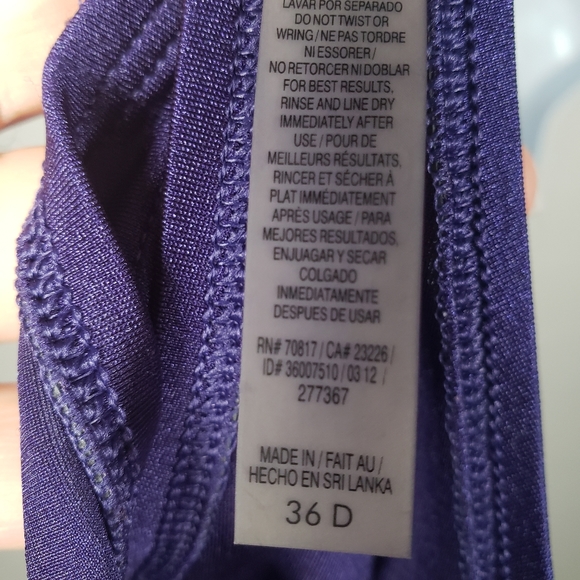 LAVAR POR SEPARADO
DO NOT TWIST OR
WRING / NE PAS TORDRE
NI ESSORER /
NO RETORCER NI DOBLAR
FOR BEST RESULTS,
RINSE AND LINE DRY
IMMEDIATELY AFTER
USE / POUR DE
MEILLEURS RÉSULTATS,
RINCER ET SÉCHER À
PLAT IMMÉDIATEMENT
APRÈS USAGE / PARA
MEJORES RESULTADOS,
ENJUAGAR Y SECAR
COLGADO
INMEDIATAMENTE
DESPUES DE USAR
RN# 70817 / CA# 23226 /
ID# 36007510 / 03 12 /
277367
MADE IN / FAIT AU /
HECHO EN SRI LANKA
36 D